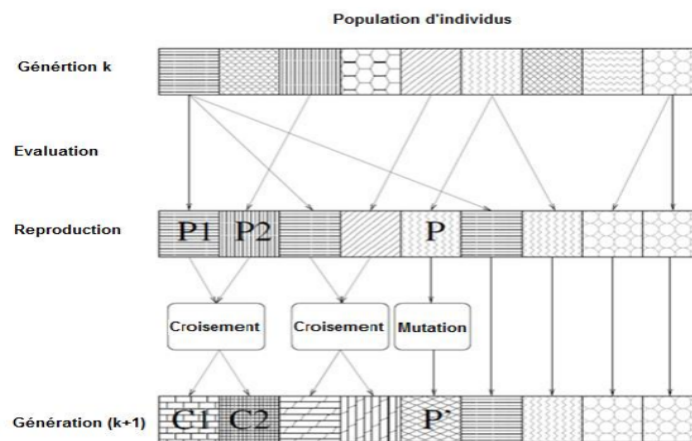 Population d'individus
Génértion k
Evaluation
Reproduction
P1 P2 P
Croisement Croisement Mutation
Génération (k+1)
C1 C2 P'